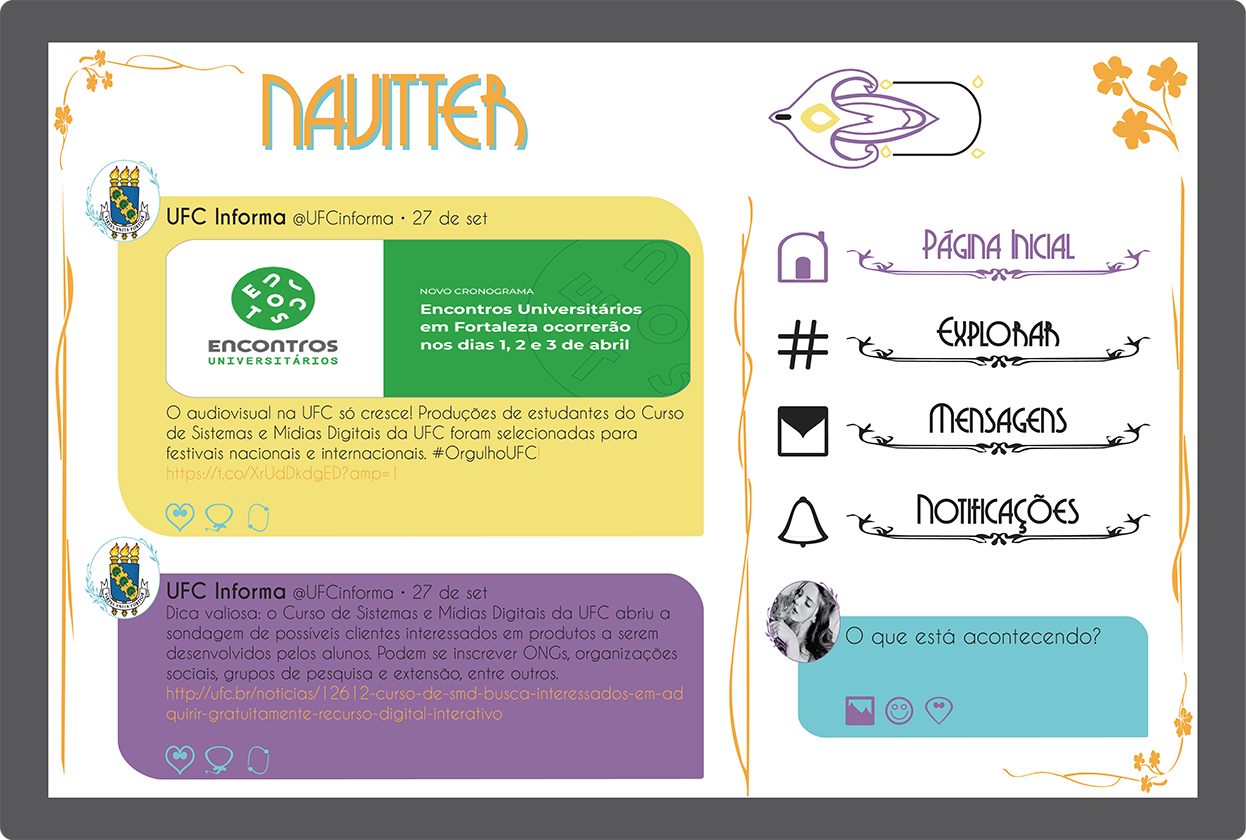 NAVITTER
UFC Informa @UFCinforma • 27 de set
ENCONTROS
ENCONTROS
UNIVERSITÁRIOS
NOVO CRONOGRAMA
Encontros Universitários
em Fortaleza ocorrerão
nos dias 1, 2 e 3 de abril
O audiovisual na UFC só cresce! Produções de estudantes do Curso
de Sistemas e Mídias Digitais da UFC foram selecionadas para
festivais nacionais e internacionais. #OrgulhoUFC!
https://t.co/XrUdDkdgED?amp=1
UFC Informa @UFCinforma • 27 de set
Dica valiosa: o Curso de Sistemas e Mídias Digitais da UFC abriu a
sondagem de possíveis clientes interessados em produtos a serem
desenvolvidos pelos alunos. Podem se inscrever ONGs, organizações
sociais, grupos de pesquisa e extensão, entre outros.
http://ufc.br/noticias/12612-curso-de-smd-busca-interessados-em-ad
quirir-gratuitamente-recurso-digital-interativo
Página Inicial
# Explorar
Mensagens
Notificações
O que está acontecendo?